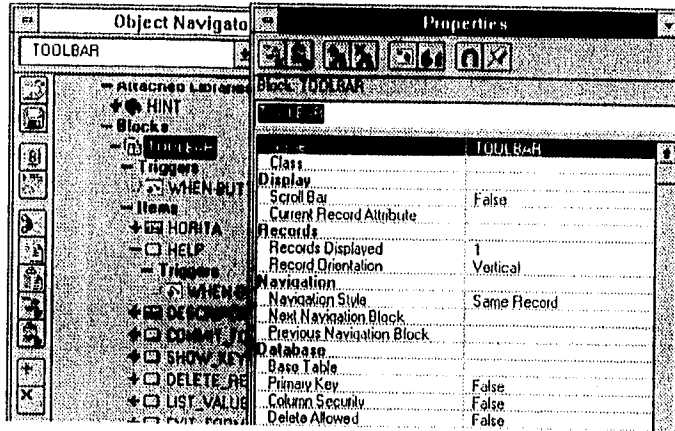 Object Navigato
TOOLBAR
Attached Libraries
HINT
Blocks
TOOLBAR
Triggers
WHEN-BUT
Items
HORITA
HELP
Triggers
WHEN-B
COMMIT_FO
SHOW_KEY
DELETE_RE
LIST_VALUE
Properties
Block: TOOLBAR
TOOLBAR
Name TOOLBAR
Class
Display
Scroll Bar False
Current Record Attribute
Records
Records Displayed 1
Record Orientation Vertical
Navigation
Navigation Style Same Record
Next Navigation Block
Previous Navigation Block
Database
Base Table
Primary Key False
Column Security False
Delete Allowed False